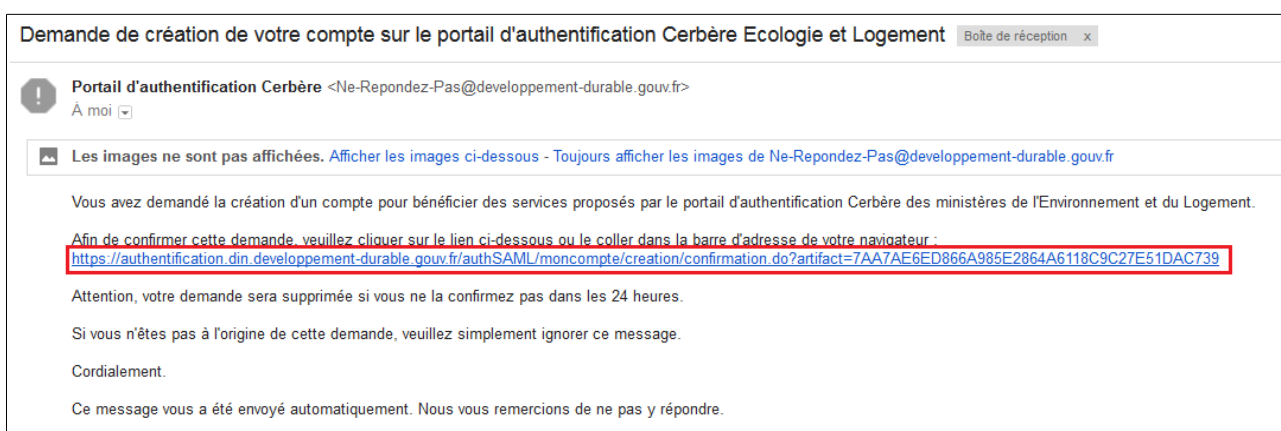 Demande de création de votre compte sur le portail d'authentification Cerbère Ecologie et Logement Boîte de réception x
Portail d'authentification Cerbère <Ne-Repondez-Pas@developpement-durable.gouv.fr>
À moi
Les images ne sont pas affichées. Afficher les images ci-dessous - Toujours afficher les images de Ne-Repondez-Pas@developpement-durable.gouv.fr
Vous avez demandé la création d'un compte pour bénéficier des services proposés par le portail d'authentification Cerbère des ministères de l'Environnement et du Logement.
Afin de confirmer cette demande, veuillez cliquer sur le lien ci-dessous ou le coller dans la barre d'adresse de votre navigateur :
https://authentification.din.developpement-durable.gouv.fr/authSAML/moncompte/creation/confirmation.do?artifact=7AA7AE6ED866A985E2864A6118C9C27E51DAC739
Attention, votre demande sera supprimée si vous ne la confirmez pas dans les 24 heures.
Si vous n'êtes pas à l'origine de cette demande, veuillez simplement ignorer ce message.
Cordialement.
Ce message vous a été envoyé automatiquement. Nous vous remercions de ne pas y répondre.